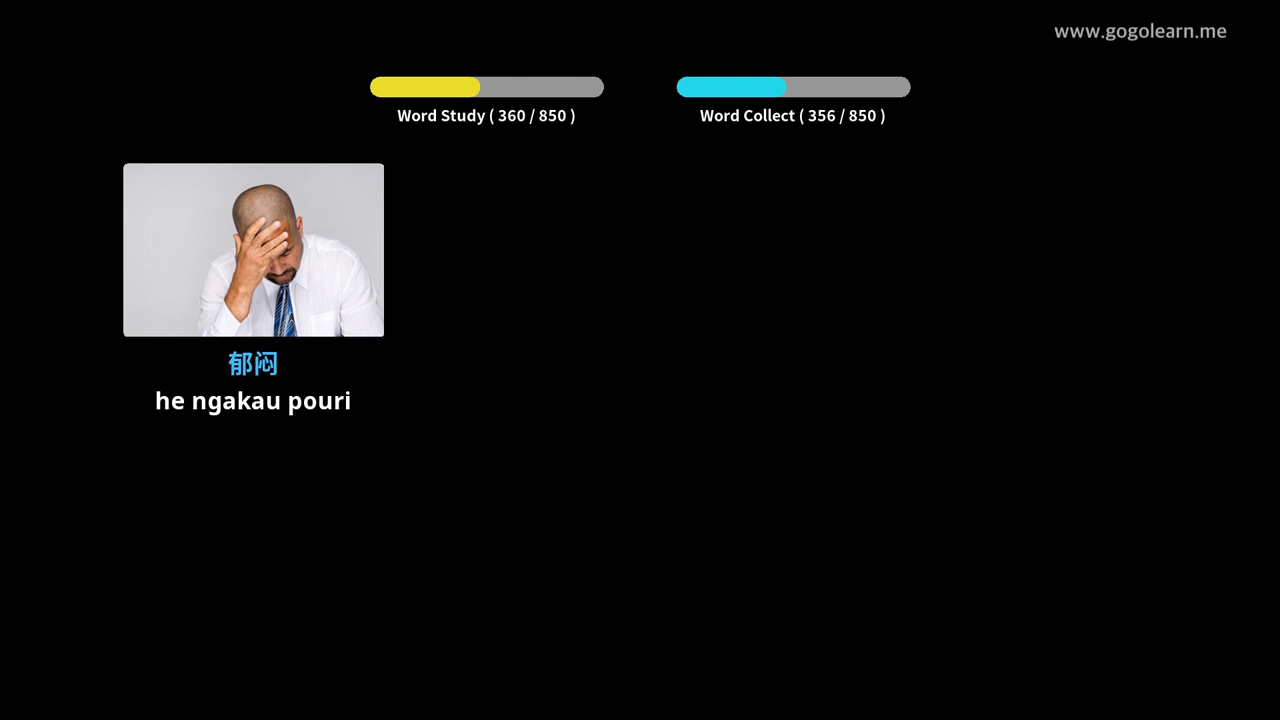 www.gogolearn.me
Word Study ( 360 / 850 )
Word Collect ( 356 / 850 )
郁闷
he ngakau pouri